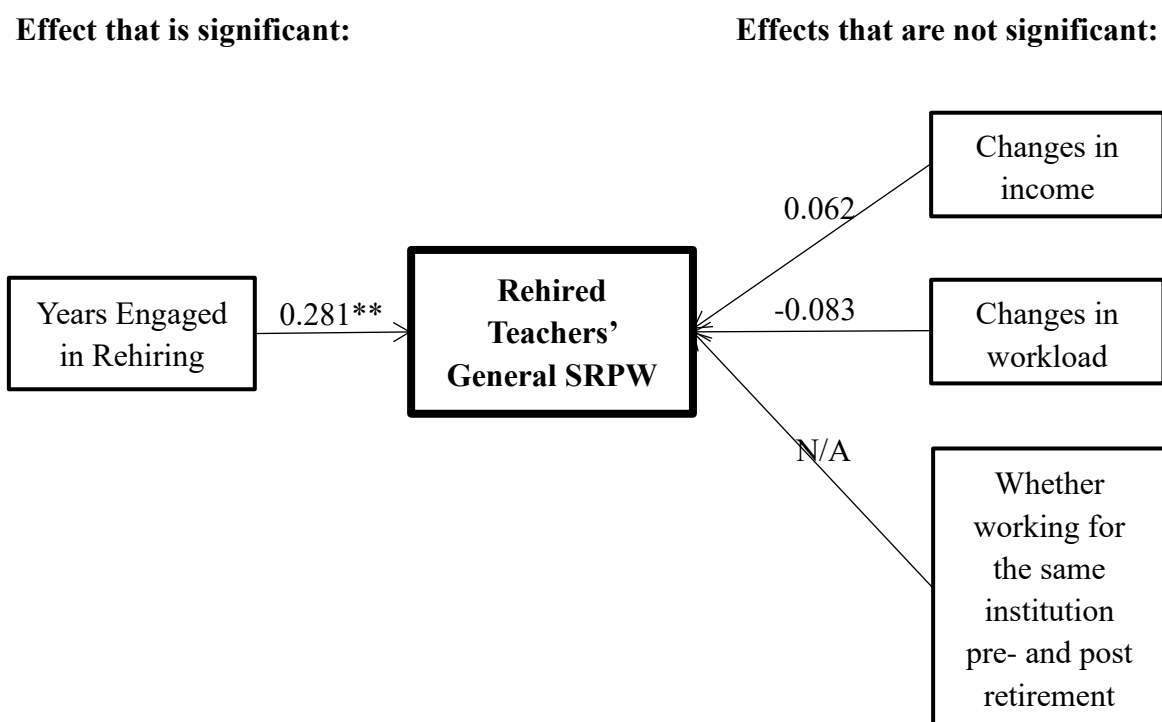 Effect that is significant:
Effects that are not significant:
Years Engaged
in Rehiring
0.281**
Rehired
Teachers’
General SRPW
0.062
-0.083
N/A
Changes in
income
Changes in
workload
Whether
working for
the same
institution
pre- and post
retirement